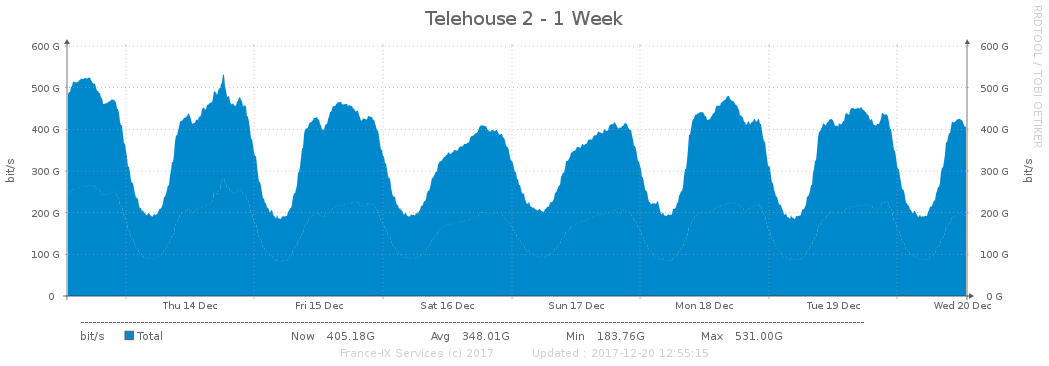 Telehouse 2 - 1 Week
RRDTOOL / TOBI OETIKER
600 G 600 G
500 G 500 G
400 G 400 G
300 G 300 G
200 G 200 G
100 G 100 G
0 0 G
bit/s bit/s
Thu 14 Dec Fri 15 Dec Sat 16 Dec Sun 17 Dec Mon 18 Dec Tue 19 Dec Wed 20 Dec
bit/s Total Now 405.18G Avg 348.01G Min 183.76G Max 531.00G
France-IX Services (c) 2017 Updated : 2017-12-20 12:55:15